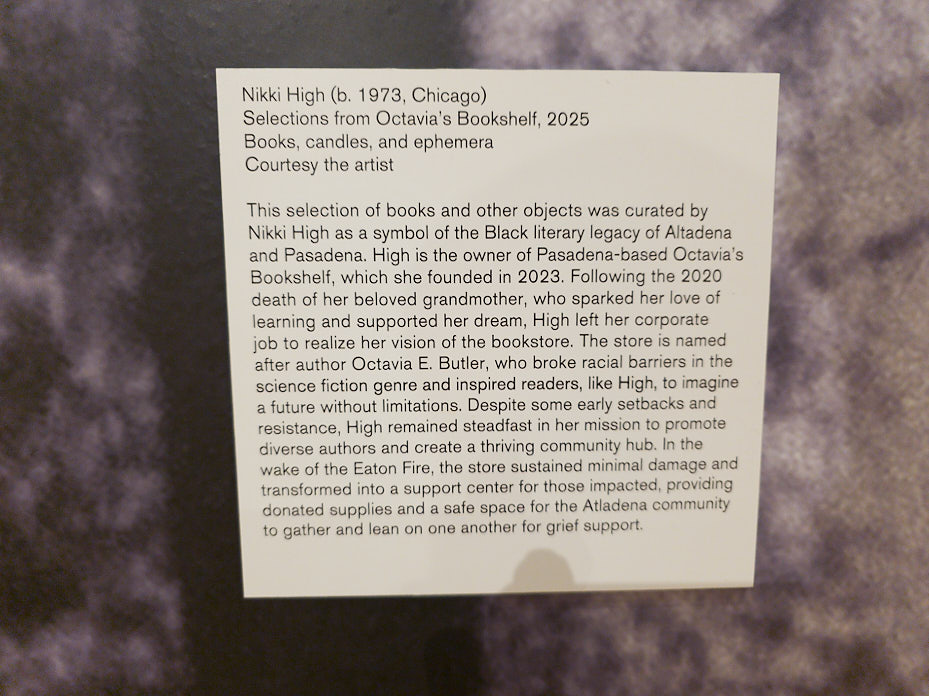 Nikki High (b. 1973, Chicago)
Selections from Octavia's Bookshelf, 2025
Books, candles, and ephemera
Courtesy the artist
This selection of books and other objects was curated by
Nikki High as a symbol of the Black literary legacy of Altadena
and Pasadena. High is the owner of Pasadena-based Octavia's
Bookshelf, which she founded in 2023. Following the 2020
death of her beloved grandmother, who sparked her love of
learning and supported her dream, High left her corporate
job to realize her vision of the bookstore. The store is named
after author Octavia E. Butler, who broke racial barriers in the
science fiction genre and inspired readers, like High, to imagine
a future without limitations. Despite some early setbacks and
resistance, High remained steadfast in her mission to promote
diverse authors and create a thriving community hub. In the
wake of the Eaton Fire, the store sustained minimal damage and
transformed into a support center for those impacted, providing
donated supplies and a safe space for the Atladena community
to gather and lean on one another for grief support.